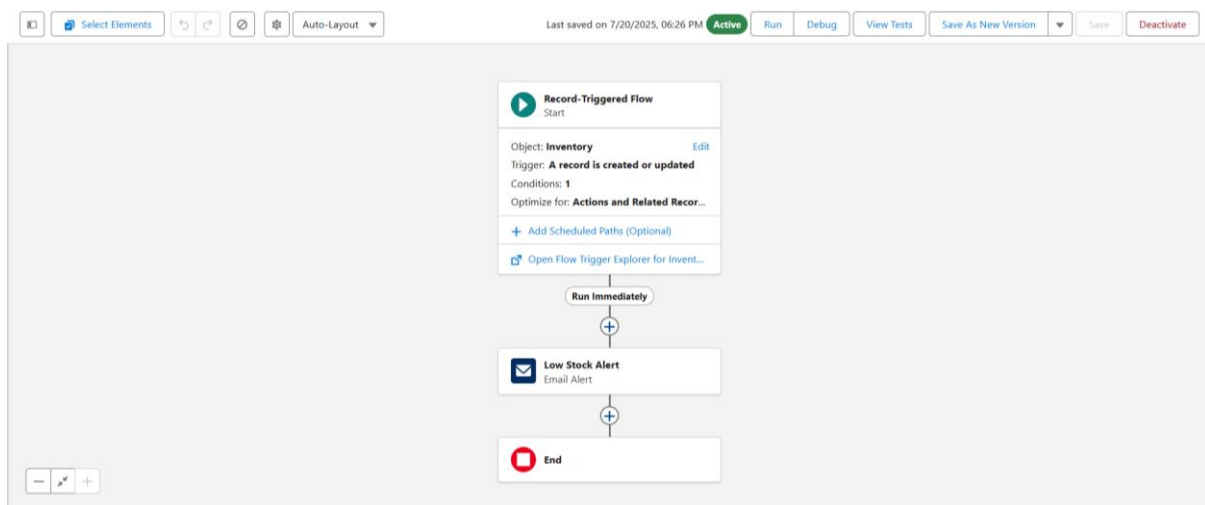 Select Elements
Auto-Layout
Last saved on 7/20/2025, 06:26 PM
Active
Run
Debug
View Tests
Save As New Version
Save
Deactivate
Record-Triggered Flow
Start
Object: Inventory
Edit
Trigger: A record is created or updated
Conditions: 1
Optimize for: Actions and Related Recor...
+ Add Scheduled Paths (Optional)
Open Flow Trigger Explorer for Invent...
Run Immediately
Low Stock Alert
Email Alert
End